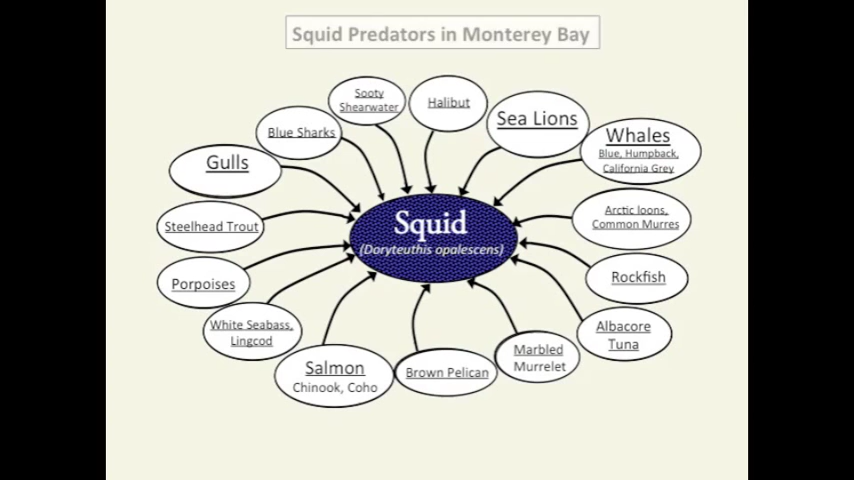 Squid Predators in Monterey Bay
Sooty
Shearwater
Halibut
Sea Lions
Blue Sharks
Whales
Blue, Humpback,
California Grey
Gulls
Arctic loons,
Common Murres
Steelhead Trout
Squid
(Doryteuthis opalescens)
Rockfish
Porpoises
White Seabass,
Lingcod
Albacore
Tuna
Marbled
Murrelet
Salmon
Chinook, Coho
Brown Pelican